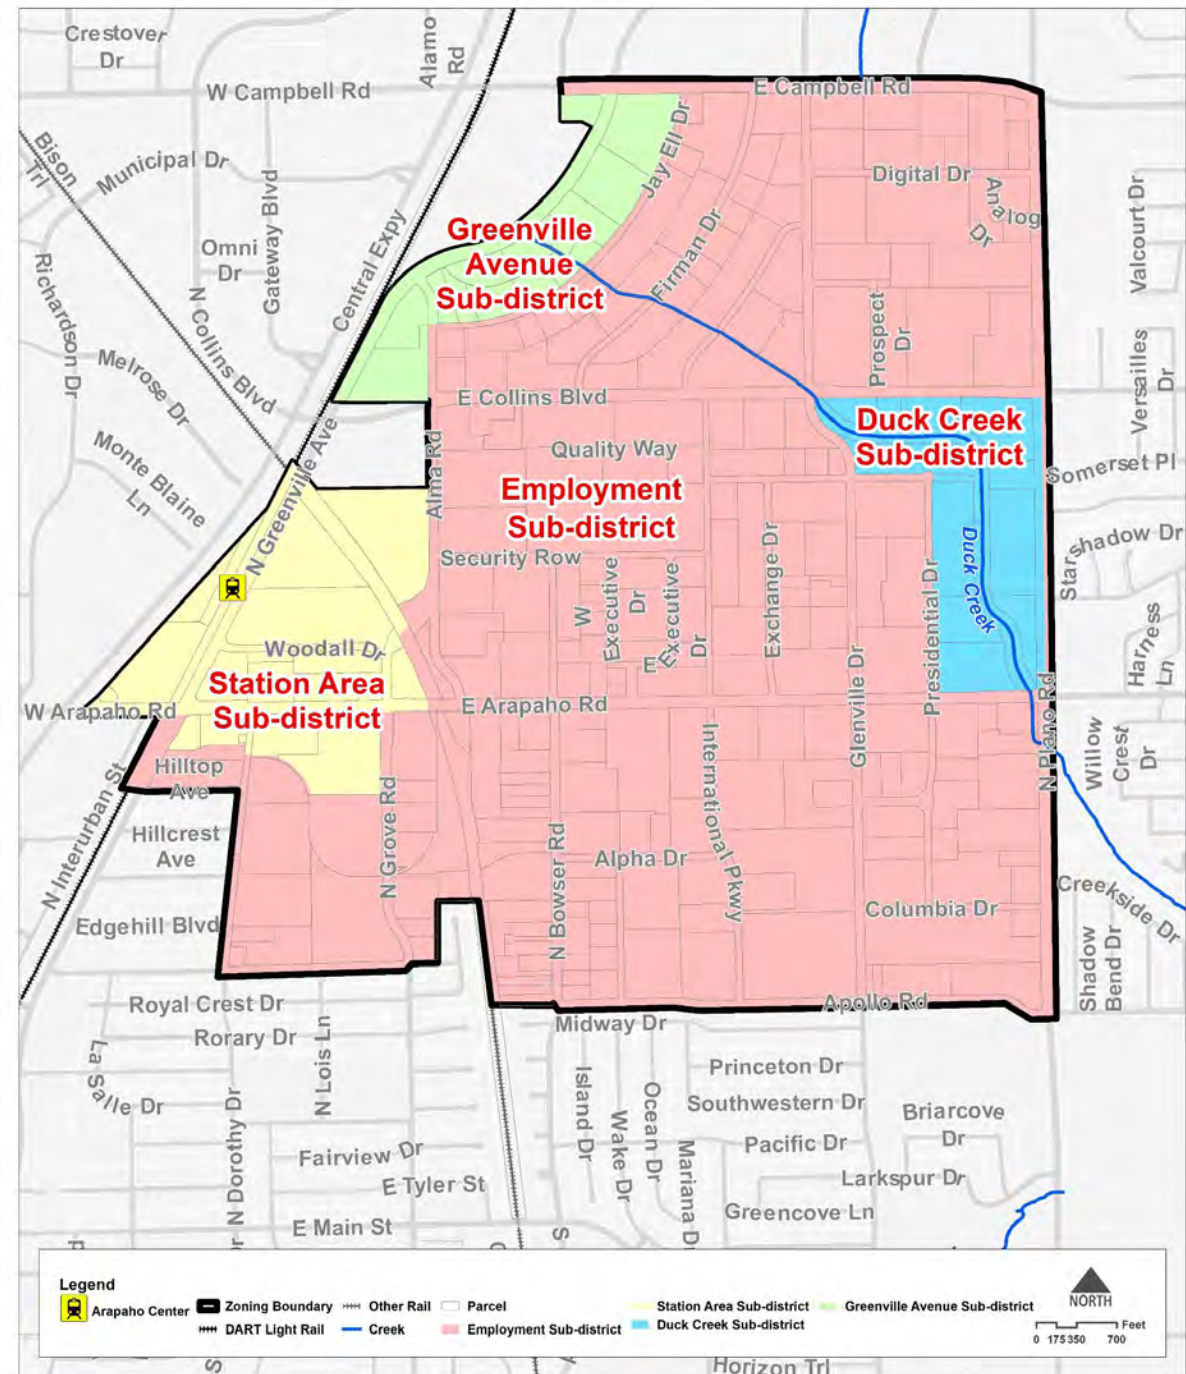 Crestover
Dr
Alamo
Rd
W Campbell Rd
E Campbell Rd
Bison
Trl
Municipal Dr
Gateway Blvd
Omni
Dr
N Collins Blvd
Central Expy
Jay Ell Dr
Firman Dr
Digital Dr
Analog
Dr
Valcourt Dr
Greenville
Avenue
Sub-district
Richardson Dr
Melrose Dr
Prospect
Dr
Versailles
Dr
E Collins Blvd
Duck Creek
Sub-district
Monte Blaine
Ln
N Greenville Ave
Alma Rd
Quality Way
Somerset Pl
Employment
Sub-district
Security Row
W
Executive
Dr
E
Executive
Dr
Exchange Dr
Duck Creek
Starshadow Dr
Presidential Dr
Harness
Ln
Woodall Dr
Station Area
Sub-district
Glenville Dr
W Arapaho Rd
E Arapaho Rd
N Plano Rd
Willow
Crest
Dr
International Pkwy
Hilltop
Ave
N Interurban St
Hillcrest
Ave
N Grove Rd
N Bowser Rd
Alpha Dr
Columbia Dr
Creekside Dr
Edgehill Blvd
Shadow
Bend Dr
Royal Crest Dr
Apollo Rd
Rorary Dr
Midway Dr
N Lois Ln
La Salle Dr
N Dorothy Dr
Island Dr
Wake Dr
Ocean Dr
Mariana Dr
Princeton Dr
Southwestern Dr
Briarcove
Dr
Pacific Dr
Fairview Dr
Larkspur Dr
E Tyler St
Greencove Ln
E Main St
S
Legend
Arapaho Center
Zoning Boundary
Other Rail
Parcel
Station Area Sub-district
Greenville Avenue Sub-district
DART Light Rail
Creek
Employment Sub-district
Duck Creek Sub-district
NORTH
Feet
0 175 350 700
Horizon Trl